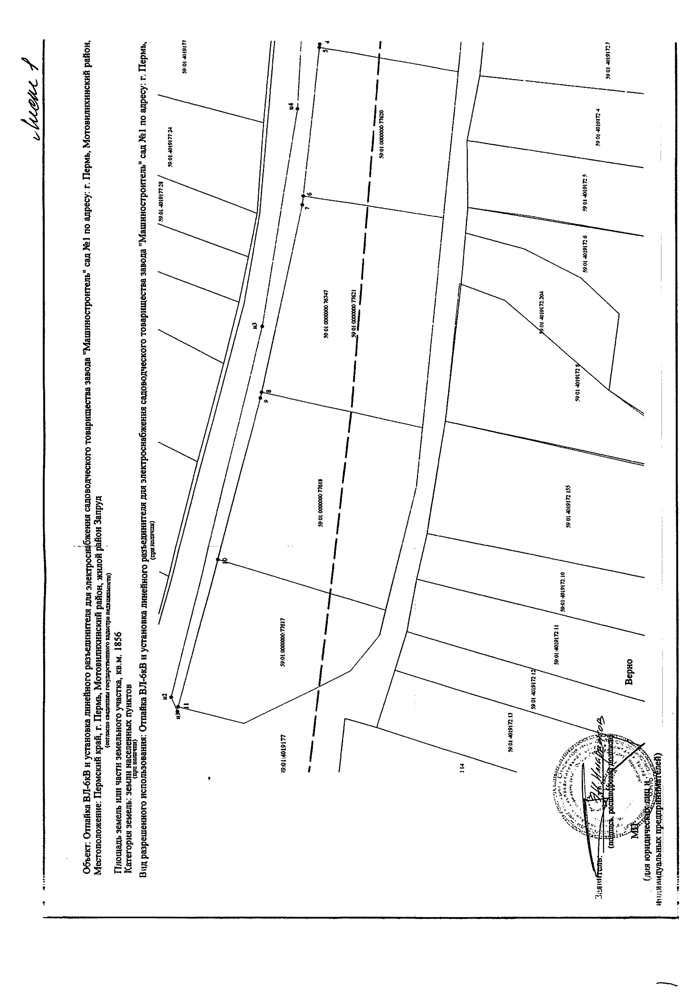 Лист 1
Объект: Отпайка ВЛ-6кВ и установка линейного разъединителя для электроснабжения садоводческого товарищества завода "Машиностроитель" сад №1 по адресу: г. Пермь, Мотовилихинский район,
Местоположение: Пермский край, г. Пермь, Мотовилихинский район, жилой район Запруд
(согласно сведениям государственного кадастра недвижимости)
Площадь земель или части земельного участка, кв.м. 1856
Категория земель: земли населенных пунктов
(при наличии)
Вид разрешенного использования: Отпайка ВЛ-6кВ и установка линейного разъединителя для электроснабжения садоводческого товарищества завода "Машиностроитель" сад №1 по адресу: г. Пермь,
(при наличии)
59:01:4019177:28
59:01:4019177:24
59:01:4019177
н1
н2
н3
н4
4
5
6
7
8
9
10
11
59:01:0000000:77617
59:01:0000000:77618
59:01:0000000:76747
59:01:0000000:77621
59:01:0000000:77620
59:01:4019177
2:14
59:01:4019172:13
59:01:4019172:12
59:01:4019172:11
59:01:4019172:10
59:01:4019172:155
59:01:4019172:8
59:01:4019172:204
59:01:4019172:6
59:01:4019172:5
59:01:4019172:4
59:01:4019172:3
Верно
Заявитель:
(подпись, расшифровка подписи)
МП
(для юридических лиц и
индивидуальных предпринимателей)